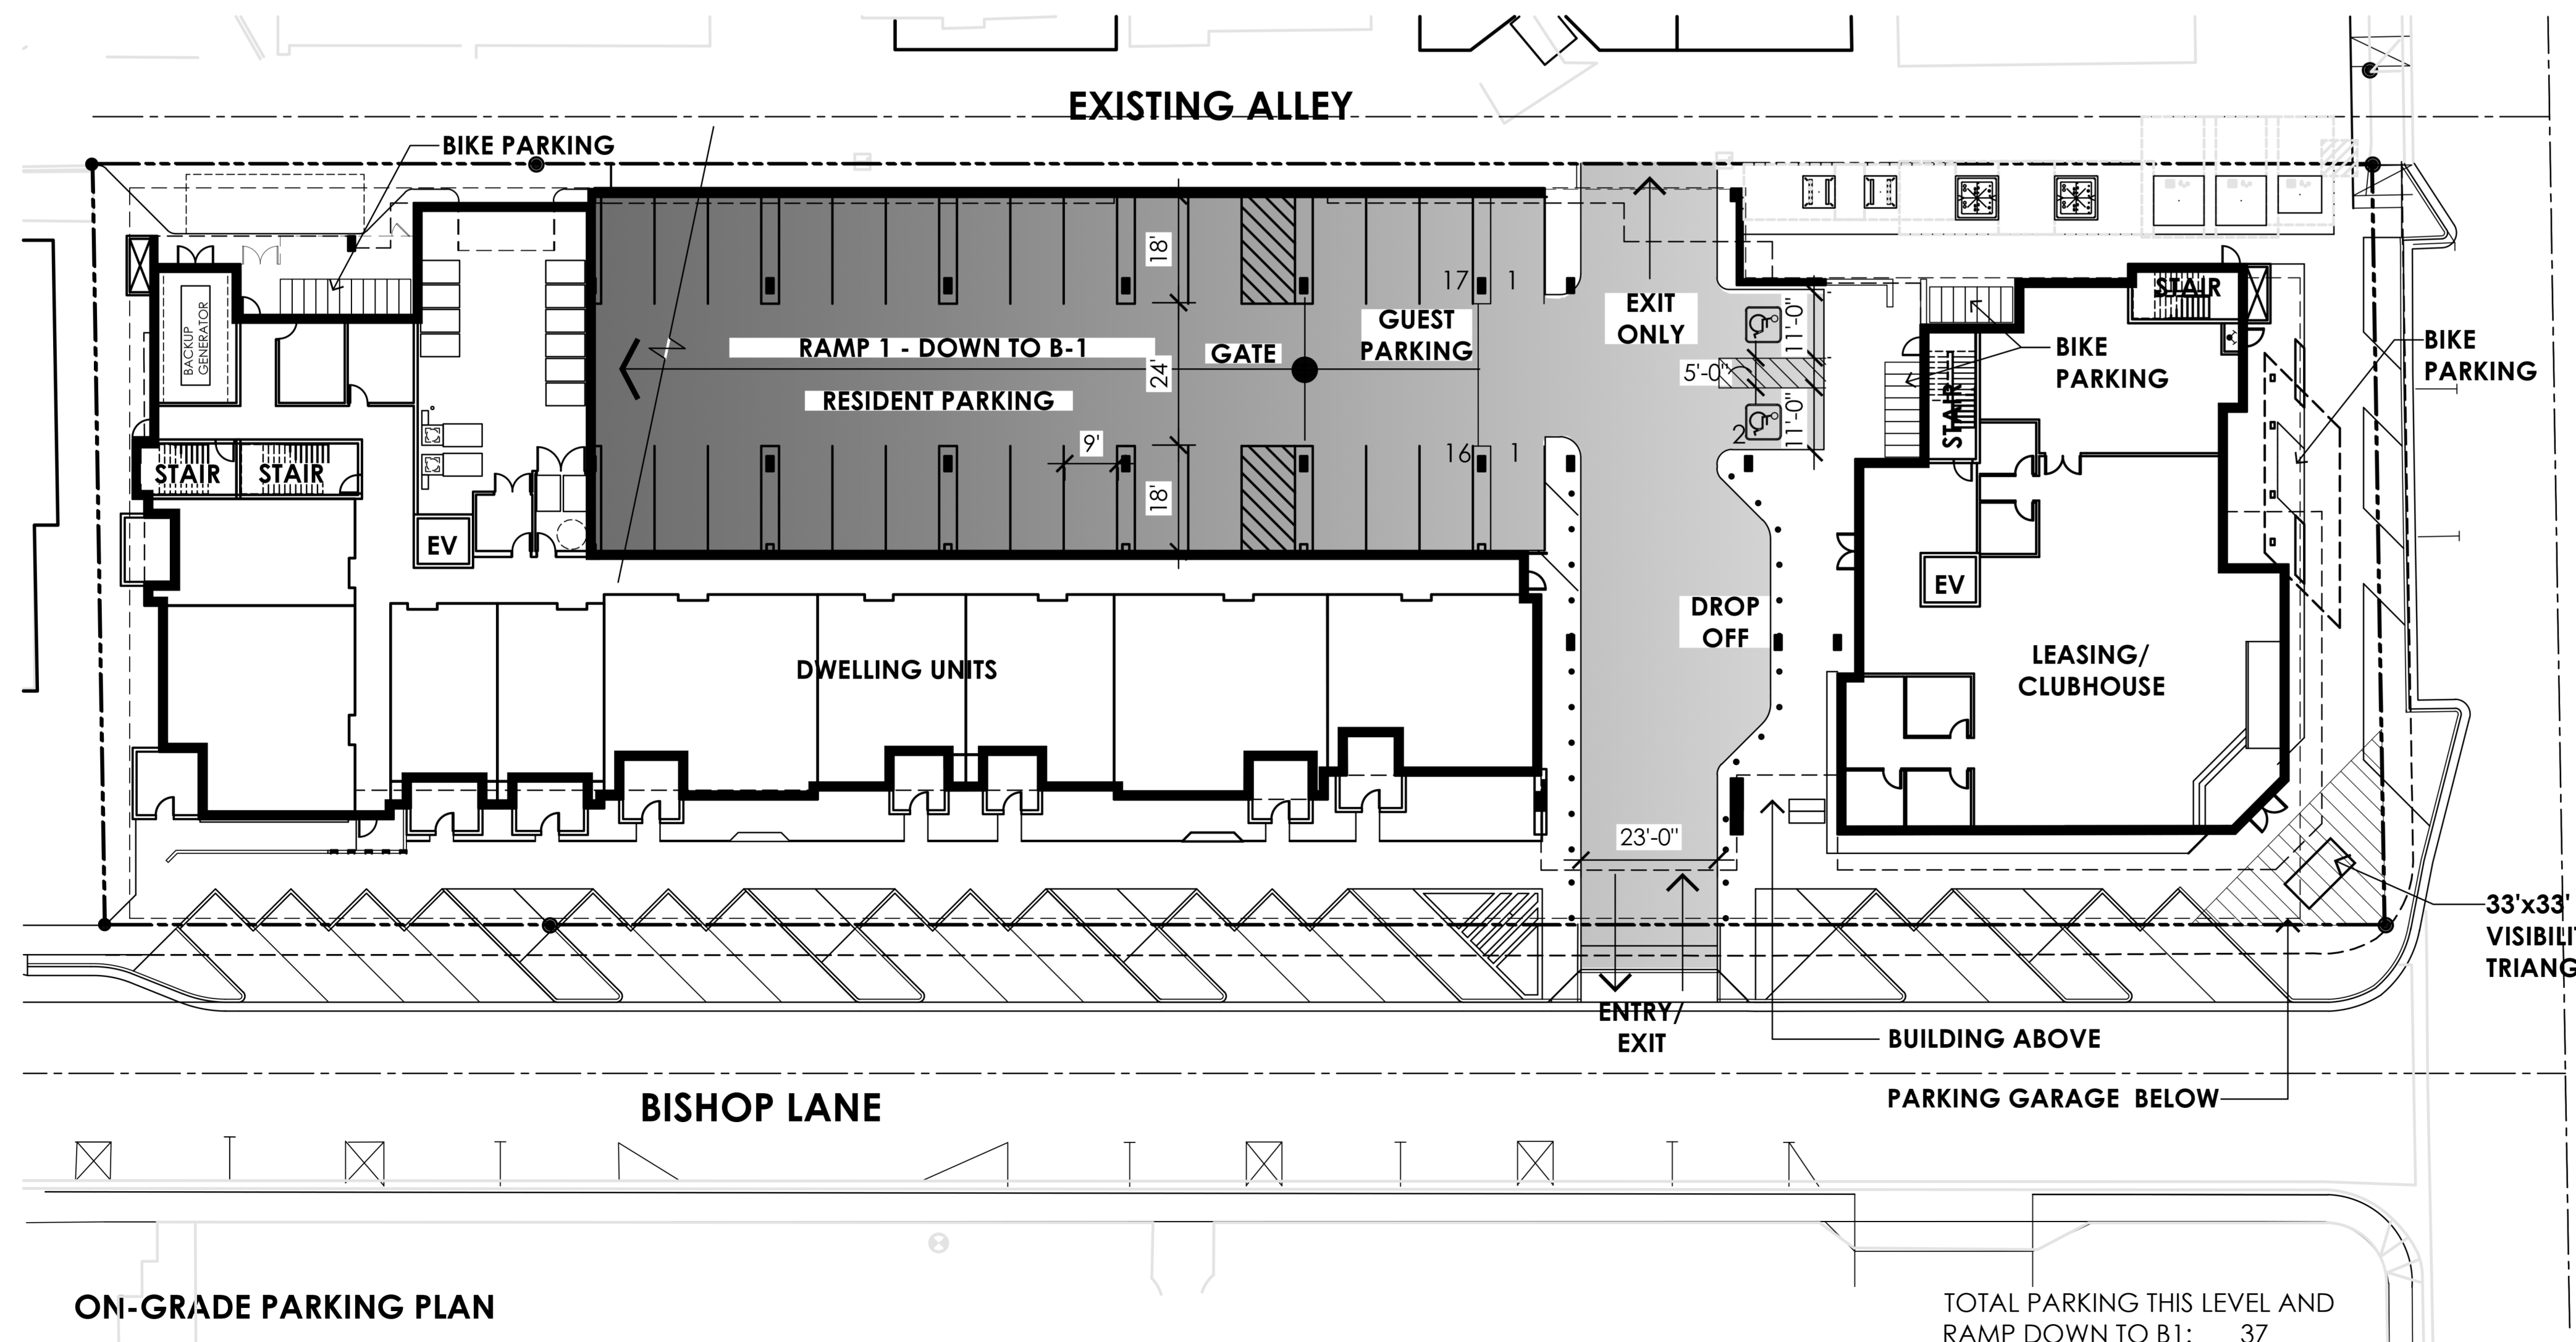 EXISTING ALLEY
BIKE PARKING
BACKUP
GENERATOR
18'
17
1
EXIT
ONLY
GUEST
PARKING
RAMP 1 - DOWN TO B-1
GATE
24'
RESIDENT PARKING
9'
16
1
18'
11'-0"
5'-0"
11'-0"
2
STAIR
STAIR
STAIR
STAIR
BIKE
PARKING
BIKE
PARKING
EV
EV
DROP
OFF
DWELLING UNITS
LEASING/
CLUBHOUSE
23'-0"
33'x33'
TRIANG
ENTRY/
EXIT
BUILDING ABOVE
PARKING GARAGE BELOW
BISHOP LANE
ON-GRADE PARKING PLAN
TOTAL PARKING THIS LEVEL AND
RAMP DOWN TO B1: 37